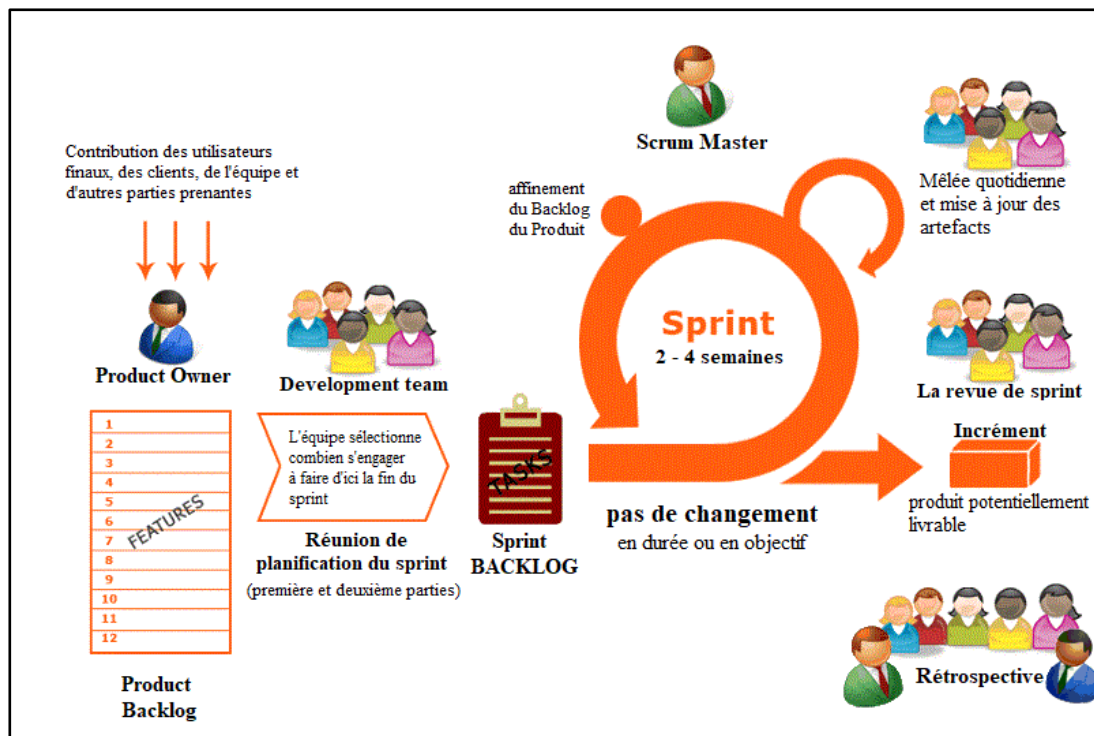 Contribution des utilisateurs
finaux, des clients, de l'équipe et
d'autres parties prenantes
Product Owner
1
2
3
4
5
6
7
8
9
10
11
12
FEATURES
Product
Backlog
Development team
L'équipe sélectionne
combien s'engager
à faire d'ici la fin du
sprint
Réunion de
planification du sprint
(première et deuxième parties)
TASKS
Sprint
BACKLOG
Scrum Master
affinement
du Backlog
du Produit
Sprint
2 - 4 semaines
pas de changement
en durée ou en objectif
Mêlée quotidienne
et mise à jour des
artefacts
La revue de sprint
Incrément
produit potentiellement
livrable
Rétrospective